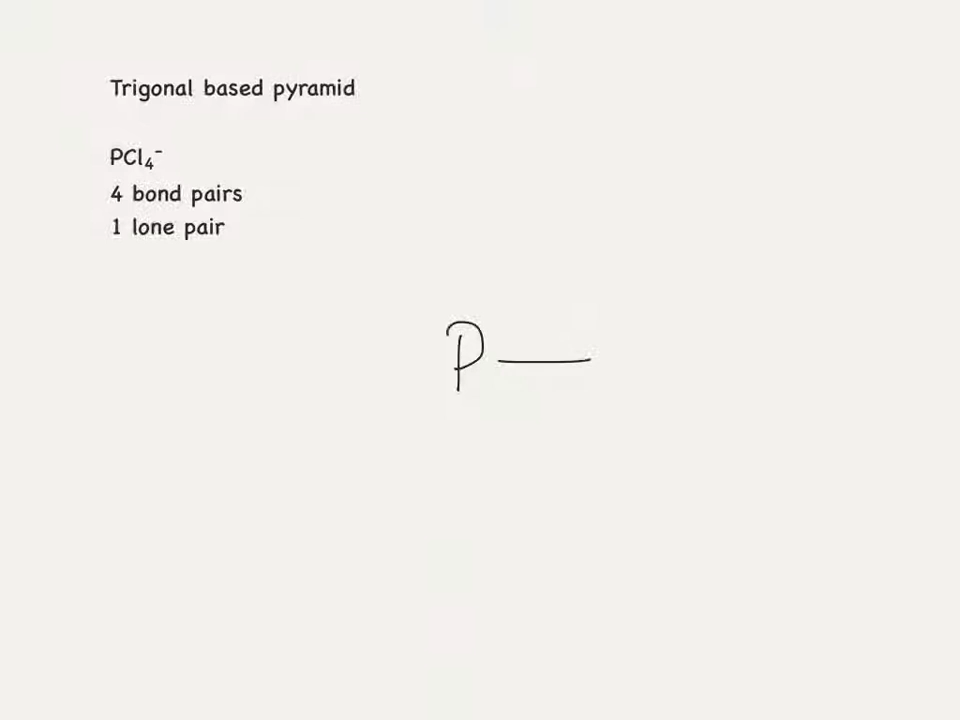 Trigonal based pyramid
PCl₄⁻
4 bond pairs
1 lone pair
P